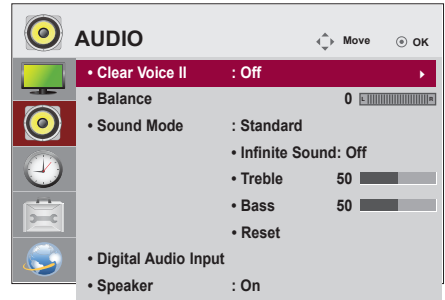 AUDIO Move OK
• Clear Voice II : Off
• Balance 0 L R
• Sound Mode : Standard
• Infinite Sound: Off
• Treble 50
• Bass 50
• Reset
• Digital Audio Input
• Speaker : On